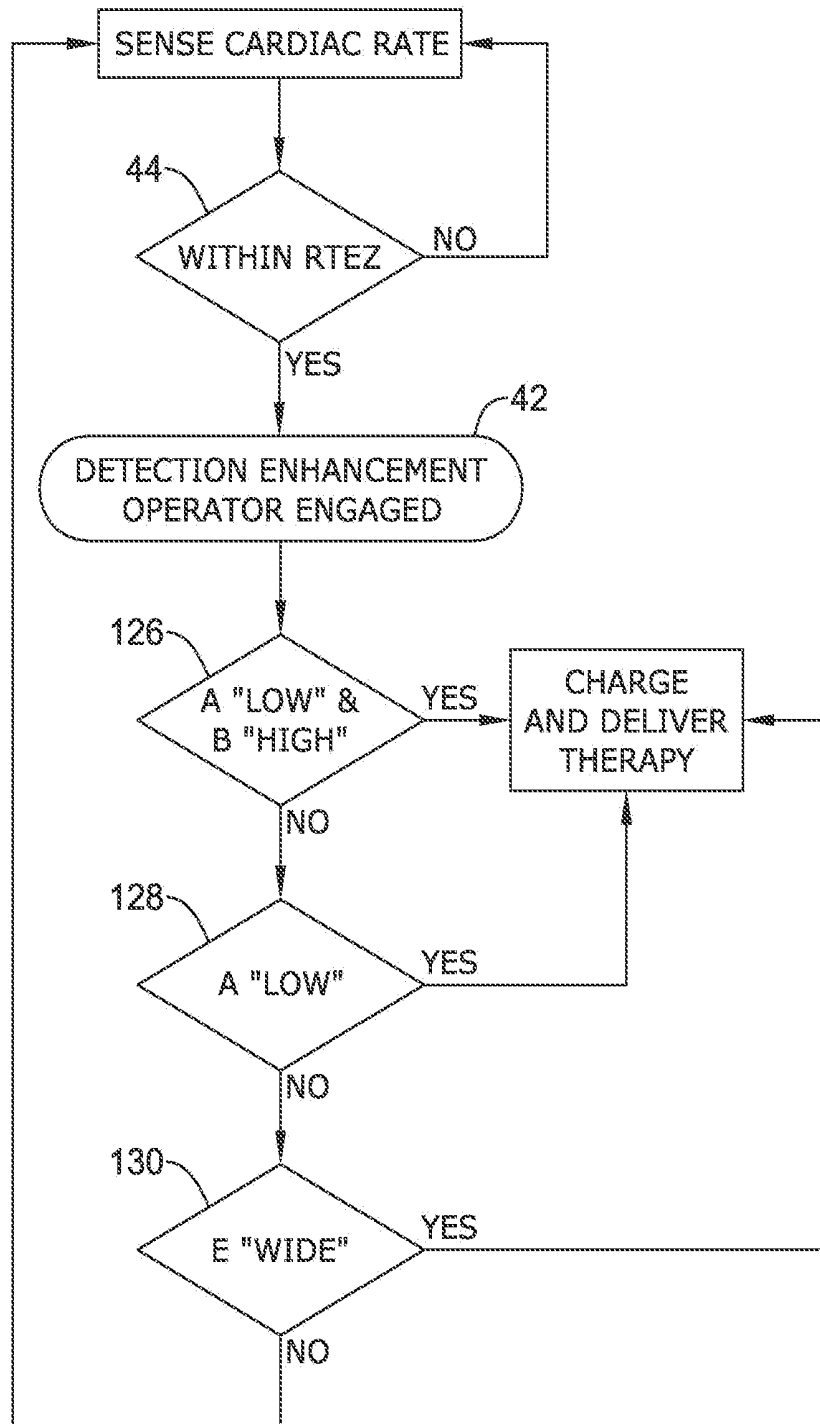 SENSE CARDIAC RATE
44
WITHIN RTEZ
NO
YES
42
DETECTION ENHANCEMENT
OPERATOR ENGAGED
126
A "LOW" &
B "HIGH"
YES
CHARGE
AND DELIVER
THERAPY
NO
128
A "LOW"
YES
NO
130
E "WIDE"
YES
NO